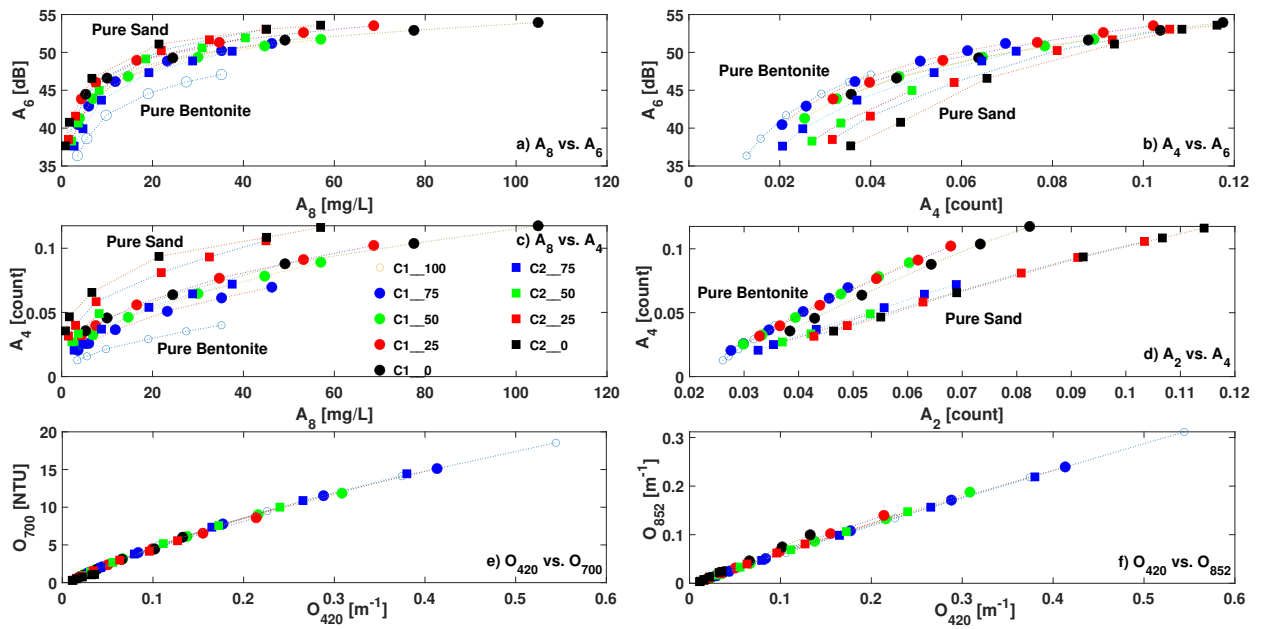 55
50
45
40
35
A6 [dB]
Pure Sand
Pure Bentonite
a) A8 vs. A6
0 20 40 60 80 100 120
A8 [mg/L]
55
50
45
40
35
A6 [dB]
Pure Bentonite
Pure Sand
b) A4 vs. A6
0.02 0.04 0.06 0.08 0.1 0.12
A4 [count]
0.1
0.05
0
A4 [count]
Pure Sand
c) A8 vs. A4
C1__100
C1__75
C1__50
C1__25
C1__0
C2__75
C2__50
C2__25
C2__0
Pure Bentonite
0 20 40 60 80 100 120
A8 [mg/L]
0.1
0.05
0
A4 [count]
Pure Bentonite
Pure Sand
d) A2 vs. A4
0.02 0.03 0.04 0.05 0.06 0.07 0.08 0.09 0.1 0.11 0.12
A2 [count]
20
15
10
5
0
O700 [NTU]
e) O420 vs. O700
0 0.1 0.2 0.3 0.4 0.5 0.6
O420 [m-1]
0.3
0.2
0.1
0
O852 [m-1]
f) O420 vs. O852
0 0.1 0.2 0.3 0.4 0.5 0.6
O420 [m-1]